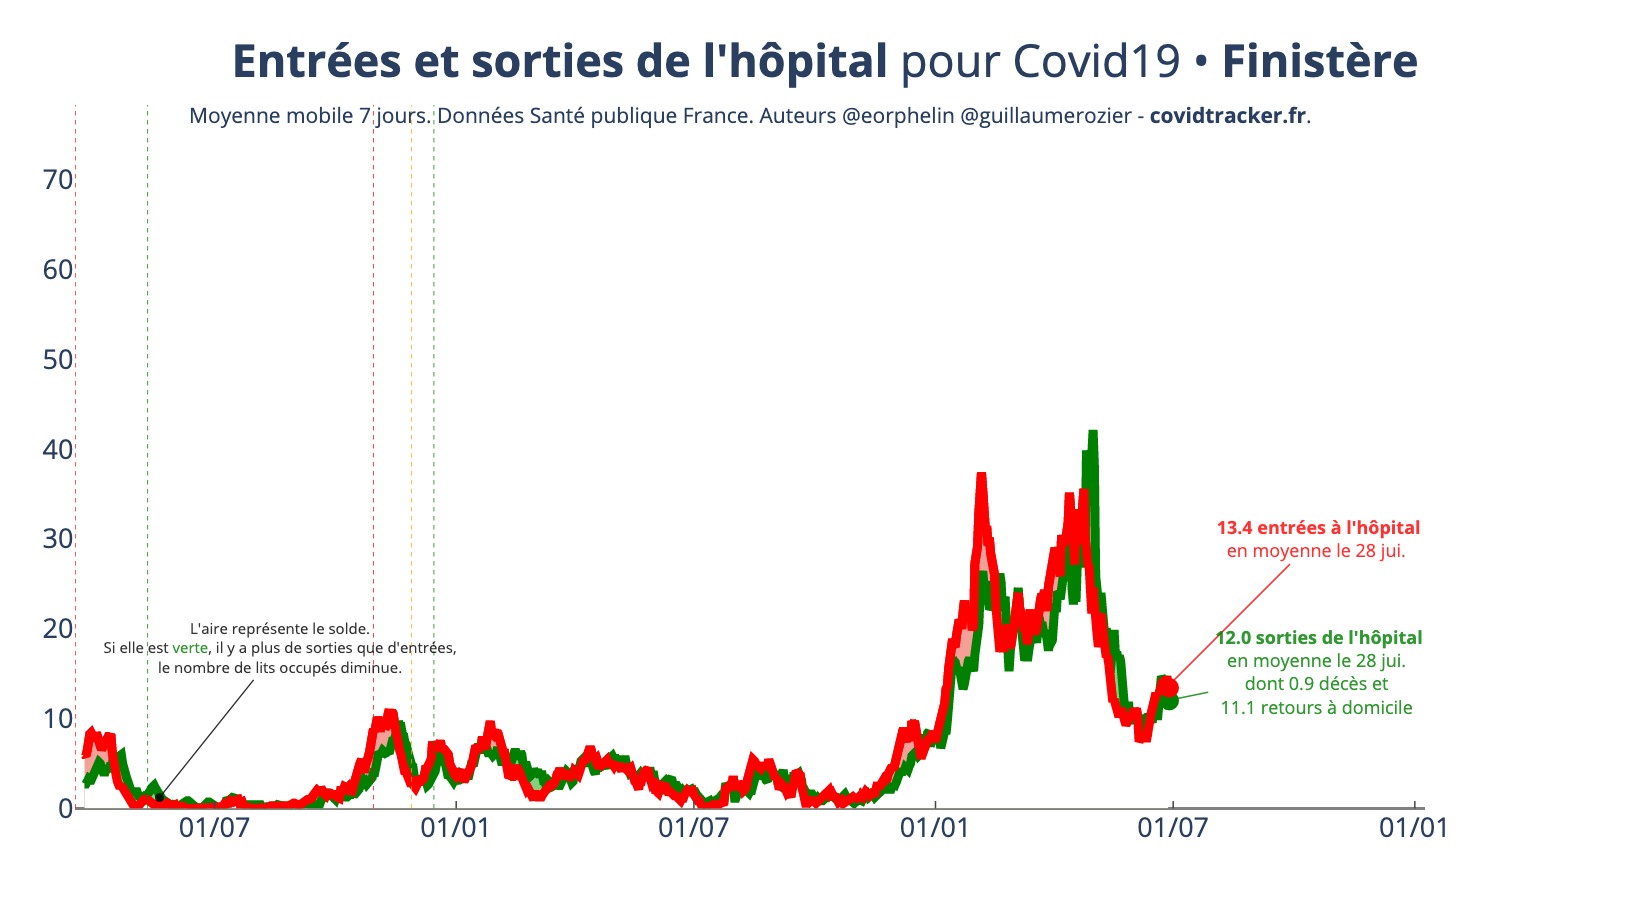 Entrées et sorties de l'hôpital pour Covid19 • Finistère
Moyenne mobile 7 jours. Données Santé publique France. Auteurs @eorphelin @guillaumerozier - covidtracker.fr.
70
60
50
40
30
20
10
0
13.4 entrées à l'hôpital
en moyenne le 28 jui.
12.0 sorties de l'hôpital
en moyenne le 28 jui.
dont 0.9 décès et
11.1 retours à domicile
L'aire représente le solde.
Si elle est verte, il y a plus de sorties que d'entrées,
le nombre de lits occupés diminue.
01/07 01/01 01/07 01/01 01/07 01/01